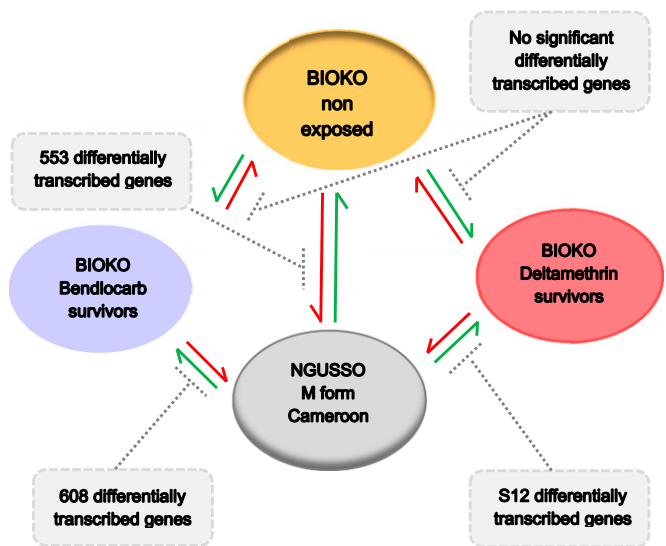 No significant
differentially
transcribed genes
BIOKO
non
exposed
553 differentially
transcribed genes
BIOKO
Bendlocarb
survivors
BIOKO
Deltamethrin
survivors
NGUSSO
M form
Cameroon
608 differentially
transcribed genes
S12 differentially
transcribed genes